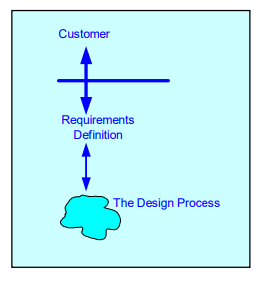 Customer
Requirements
Definition
The Design Process